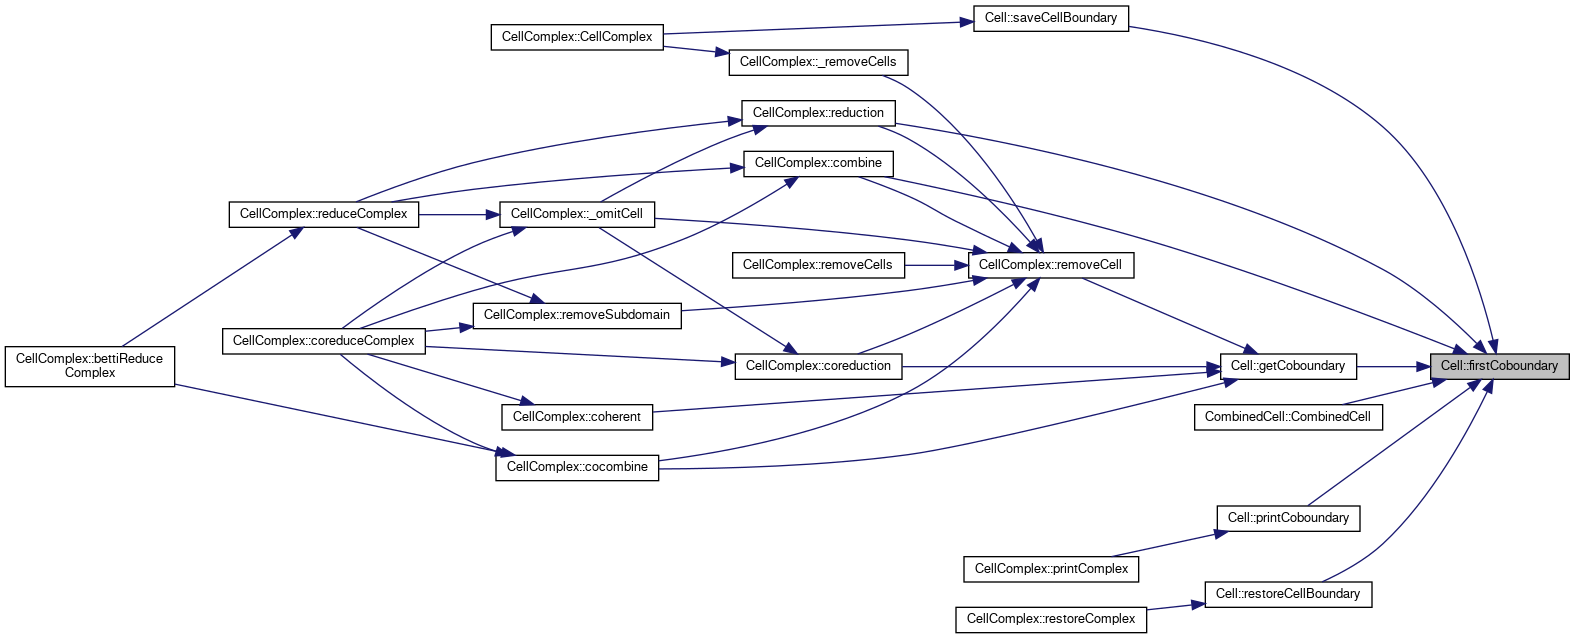 Cell::saveCellBoundary
CellComplex::CellComplex
CellComplex::_removeCells
CellComplex::reduction
CellComplex::combine
CellComplex::reduceComplex
CellComplex::_omitCell
CellComplex::removeCells
CellComplex::removeCell
CellComplex::removeSubdomain
CellComplex::coreduceComplex
CellComplex::bettiReduce
Complex
CellComplex::coreduction
Cell::getCoboundary
Cell::firstCoboundary
CellComplex::coherent
CombinedCell::CombinedCell
CellComplex::cocombine
Cell::printCoboundary
CellComplex::printComplex
Cell::restoreCellBoundary
CellComplex::restoreComplex